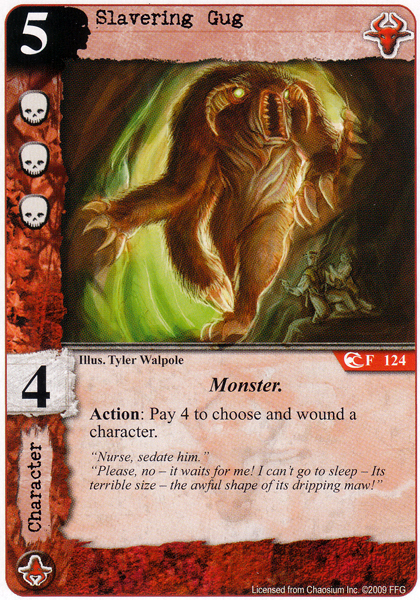 5
Slavering Gug
Illus. Tyler Walpole
F 124
4
Monster.
Action: Pay 4 to choose and wound a
character.
“Nurse, sedate him.”
“Please, no – it waits for me! I can't go to sleep – Its
terrible size – the awful shape of its dripping maw!”
Character
Licensed from Chaosium Inc. ©2009 FFG